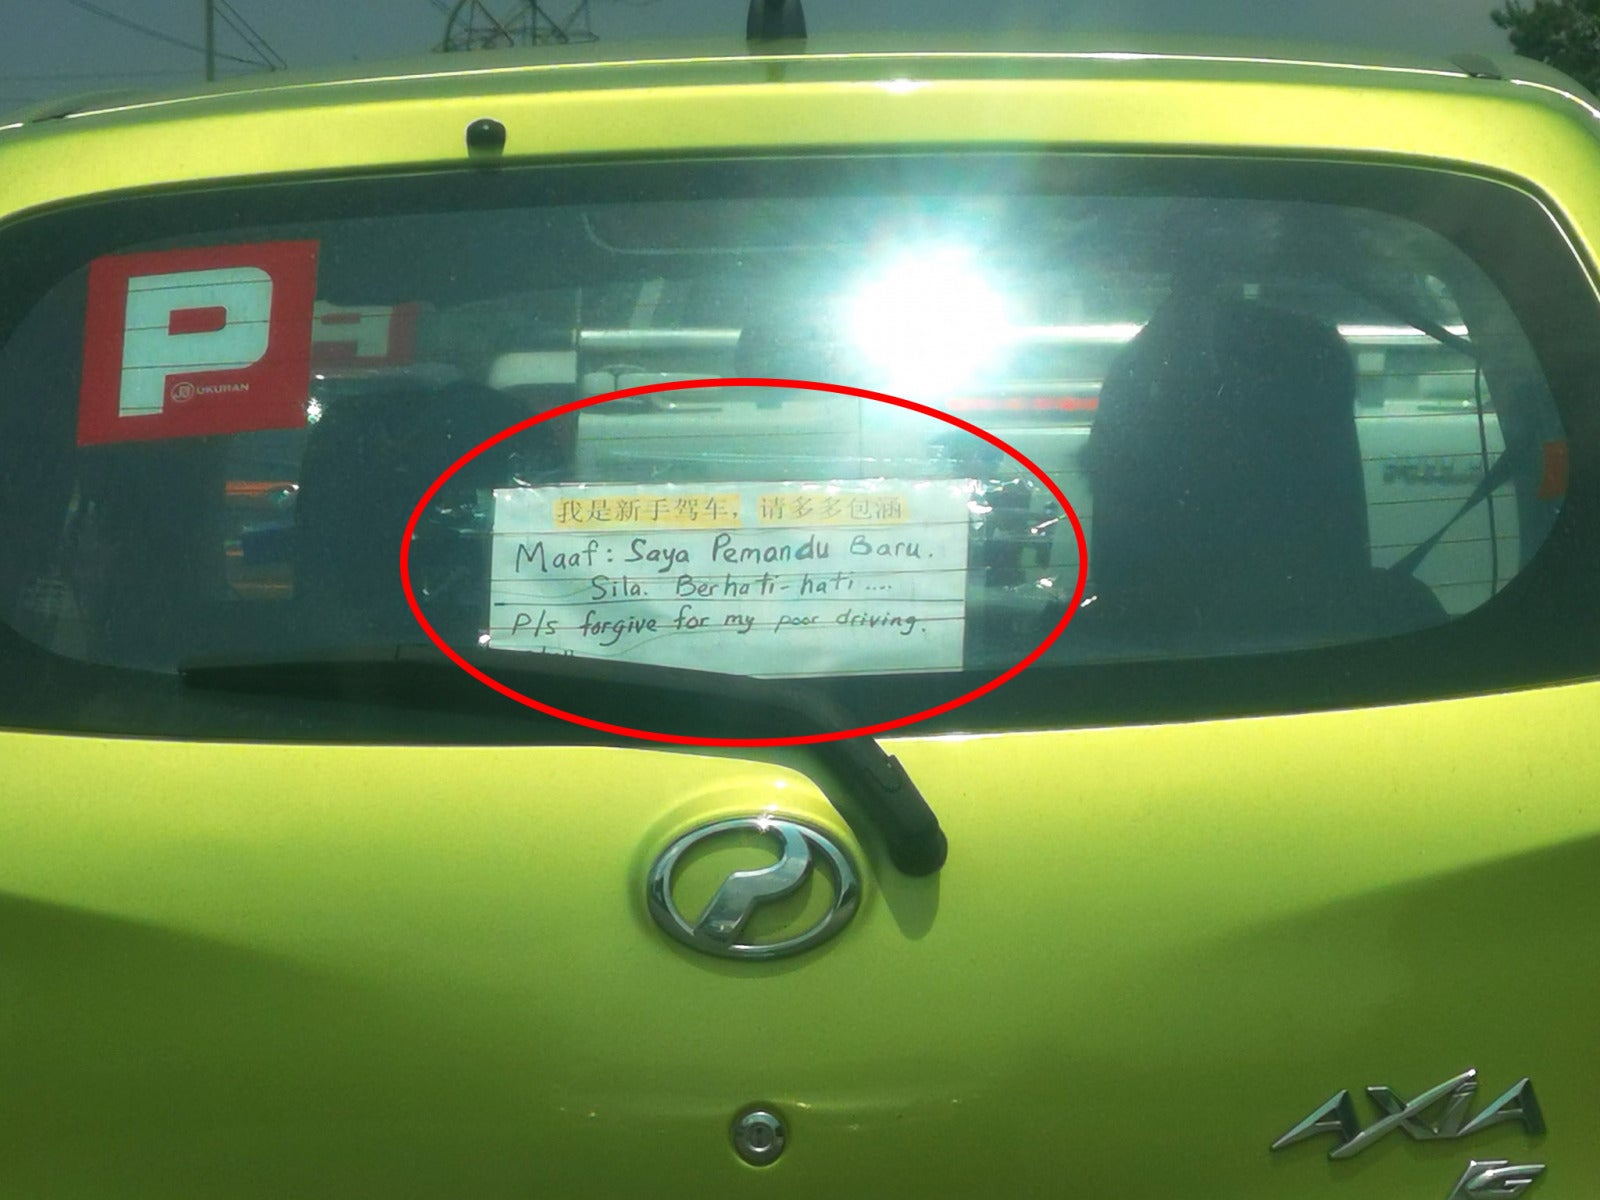 P
UKURAN
我是新手驾车，请多多包涵
Maaf: Saya Pemandu Baru.
Sila. Berhati-hati....
P/s forgive for my poor driving.
AXIA
G